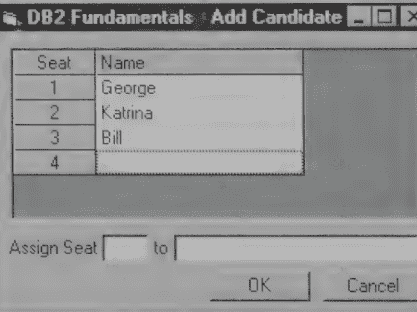 DB2 Fundamentals - Add Candidate
Seat Name
1 George
2 Katrina
3 Bill
4
Assign Seat to
OK Cancel